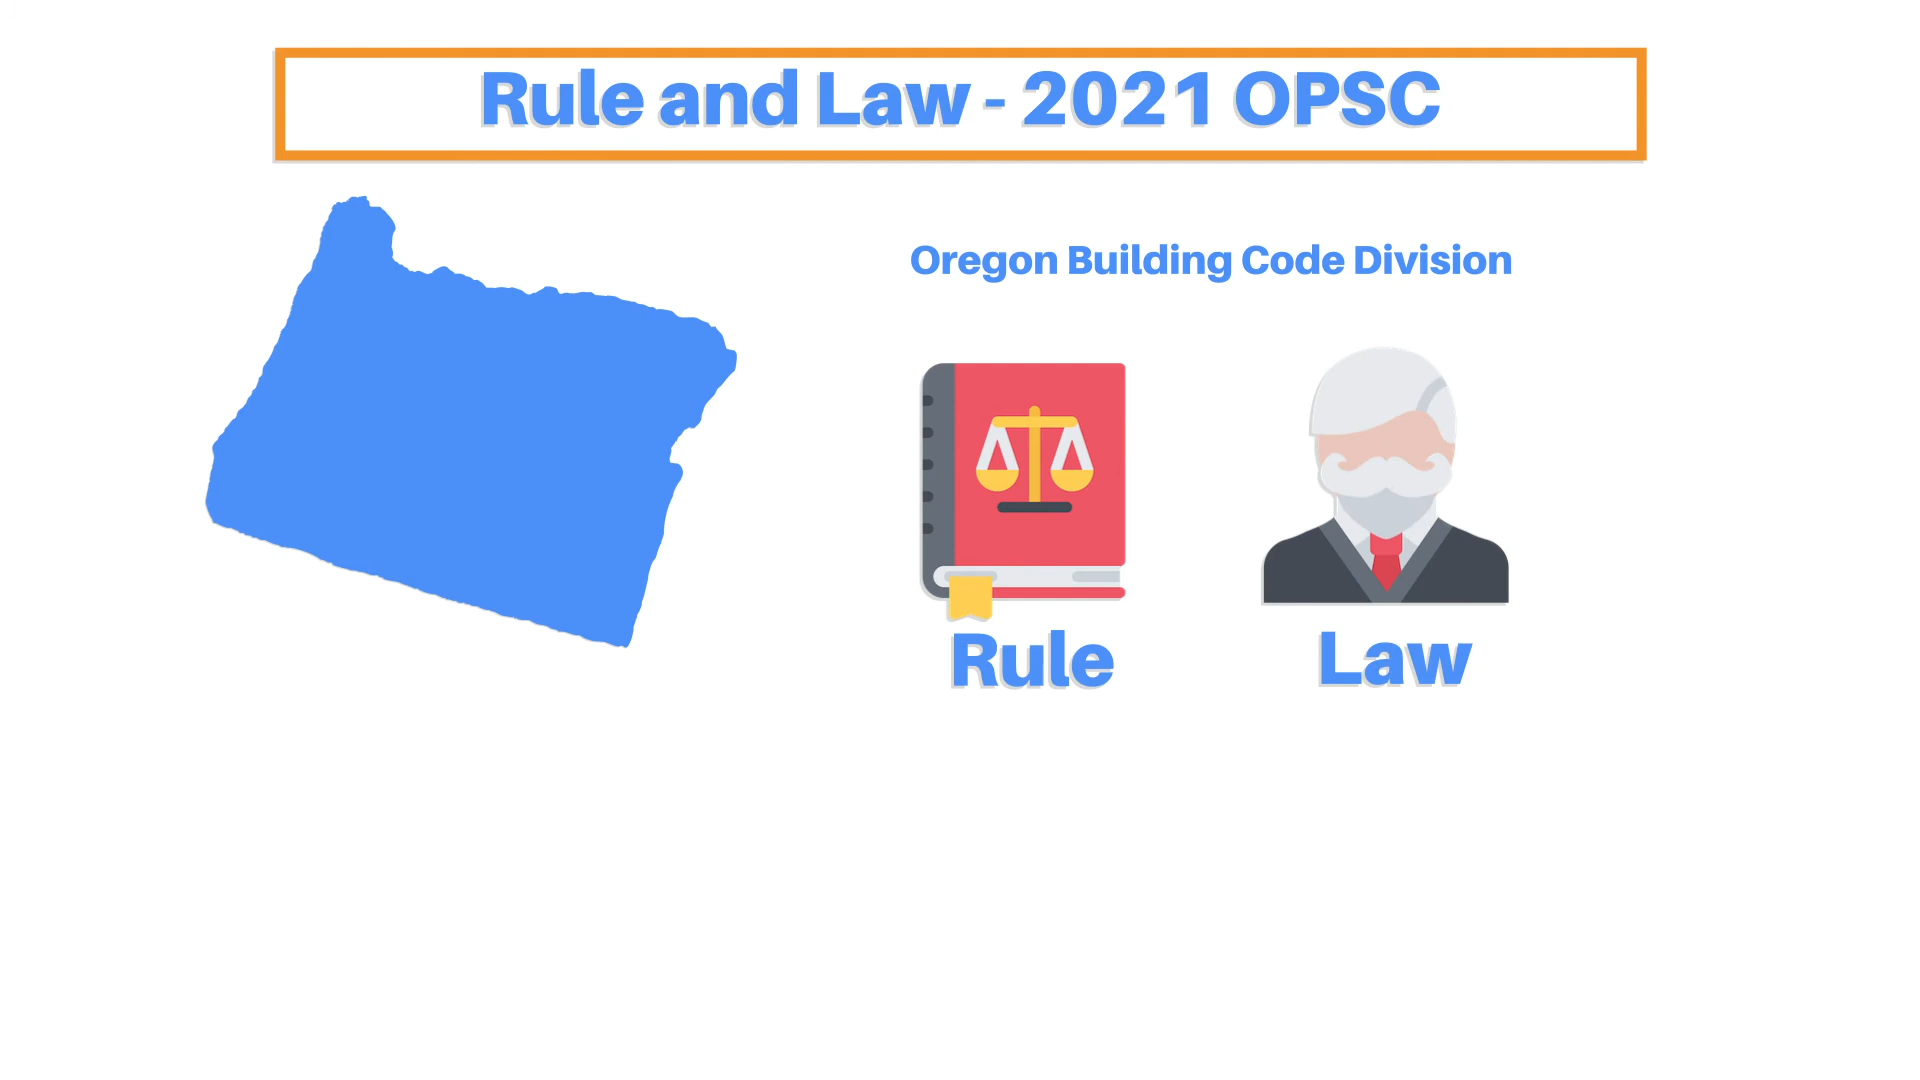 Rule and Law - 2021 OPSC
Oregon Building Code Division
Rule
Law